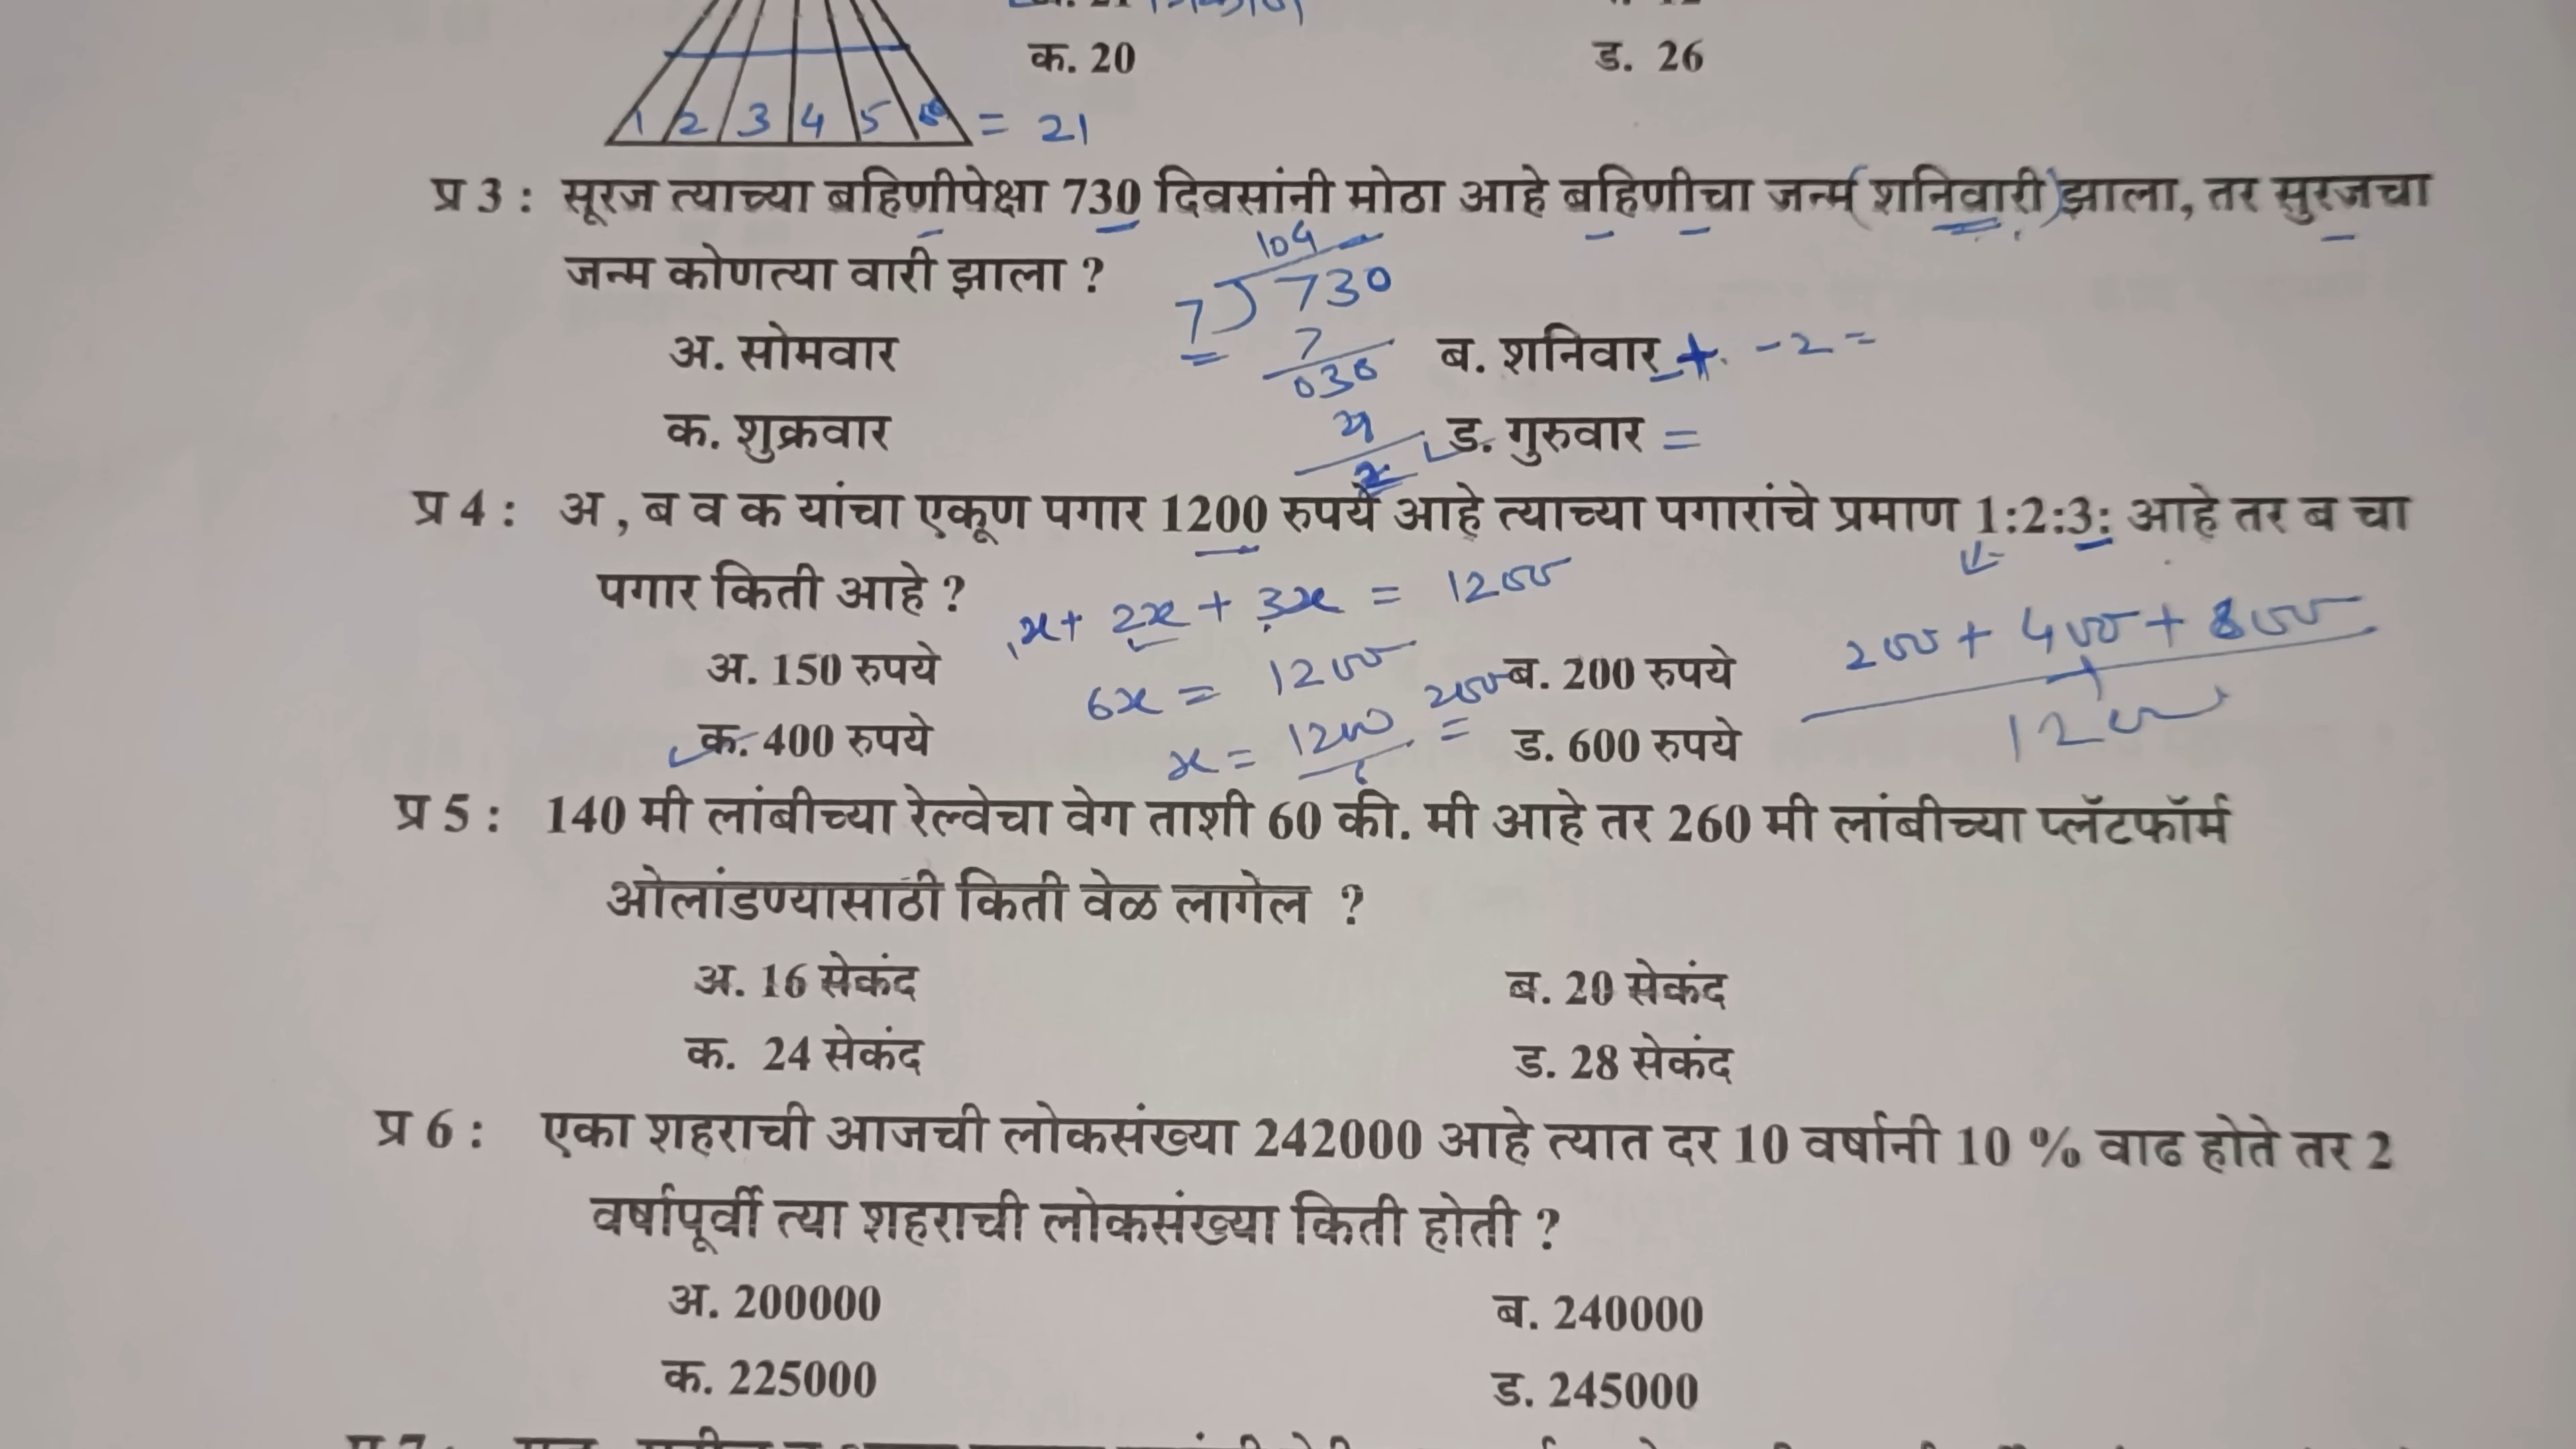 क. 20 ड. 26
1 2 3 4 5 = 21
प्र 3 : सूरज त्याच्या बहिणीपेक्षा 730 दिवसांनी मोठा आहे बहिणीचा जन्म (शनिवारी) झाला, तर सुरजचा
जन्म कोणत्या वारी झाला ?
104
7 730
7
अ. सोमवार ब. शनिवार - 2 =
030
क. शुक्रवार ड. गुरुवार =
2
प्र 4 : अ , ब व क यांचा एकूण पगार 1200 रुपये आहे त्याच्या पगारांचे प्रमाण 1:2:3: आहे तर ब चा
पगार किती आहे ?
x + 2x + 3x = 1200
200 + 400 + 600
अ. 150 रुपये ब. 200 रुपये
6x = 1200
1200
क. 400 रुपये ड. 600 रुपये
x = 1200/6 = 200
प्र 5 : 140 मी लांबीच्या रेल्वेचा वेग ताशी 60 की. मी आहे तर 260 मी लांबीच्या प्लॅटफॉर्म
ओलांडण्यासाठी किती वेळ लागेल ?
अ. 16 सेकंद ब. 20 सेकंद
क. 24 सेकंद ड. 28 सेकंद
प्र 6 : एका शहराची आजची लोकसंख्या 242000 आहे त्यात दर 10 वर्षानी 10 % वाढ होते तर 2
वर्षापूर्वी त्या शहराची लोकसंख्या किती होती ?
अ. 200000 ब. 240000
क. 225000 ड. 245000